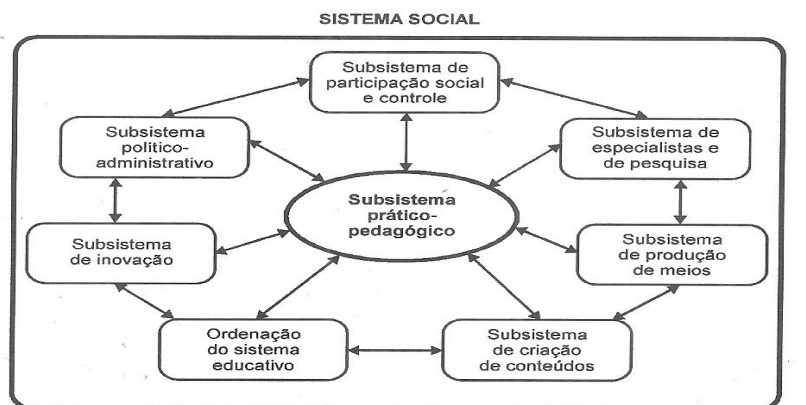 SISTEMA SOCIAL
Subsistema de
participação social
e controle
Subsistema
político-
administrativo
Subsistema de
especialistas e
de pesquisa
Subsistema
prático-
pedagógico
Subsistema
de inovação
Subsistema
de produção
de meios
Ordenação
do sistema
educativo
Subsistema
de criação
de conteúdos